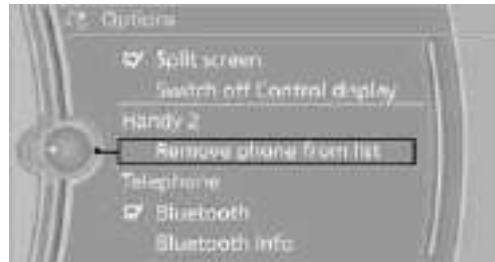 Options
Split screen
Switch off Control display
Handy 2
Remove phone from list
Telephone
Bluetooth
Bluetooth info